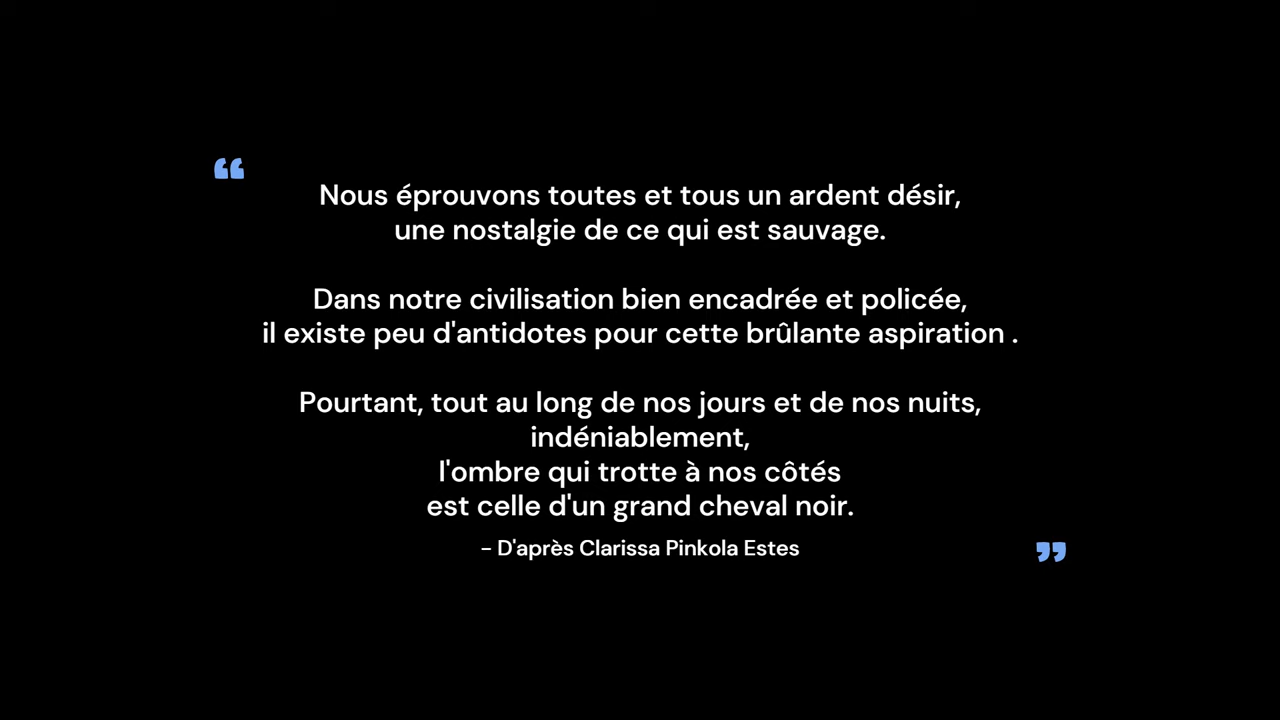 “
Nous éprouvons toutes et tous un ardent désir,
une nostalgie de ce qui est sauvage.
Dans notre civilisation bien encadrée et policée,
il existe peu d'antidotes pour cette brûlante aspiration .
Pourtant, tout au long de nos jours et de nos nuits,
indéniablement,
l'ombre qui trotte à nos côtés
est celle d'un grand cheval noir.
– D'après Clarissa Pinkola Estes
”